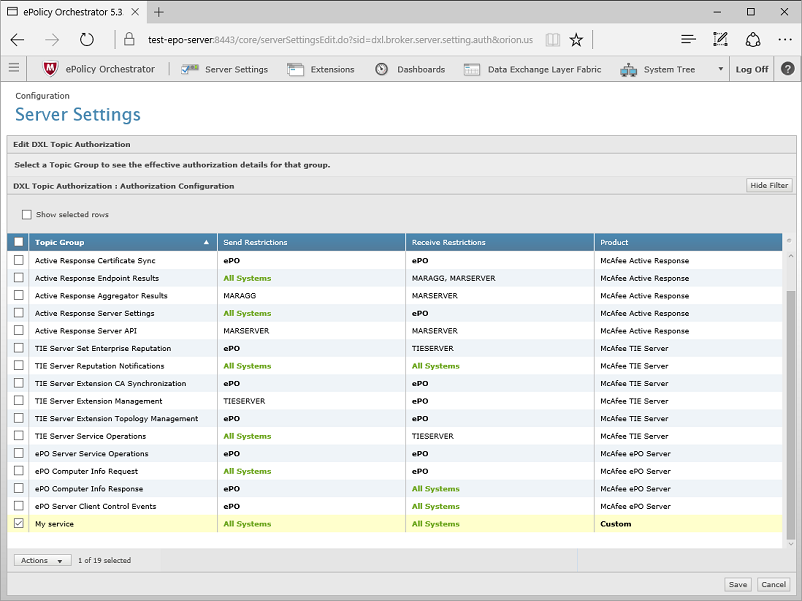 ePolicy Orchestrator 5.3.
test-epo-server:8443/core/serverSettingsEdit.do?sid=dxl.broker.server.setting.auth&orion.us
ePolicy Orchestrator Server Settings Extensions Dashboards Data Exchange Layer Fabric System Tree Log Off ?
Configuration
Server Settings
Edit DXL Topic Authorization
Select a Topic Group to see the effective authorization details for that group.
DXL Topic Authorization : Authorization Configuration Hide Filter
Show selected rows
Topic Group Send Restrictions Receive Restrictions Product
Active Response Certificate Sync ePO ePO McAfee Active Response
Active Response Endpoint Results All Systems MARAGG, MARSERVER McAfee Active Response
Active Response Aggregator Results MARAGG MARSERVER McAfee Active Response
Active Response Server Settings All Systems ePO McAfee Active Response
Active Response Server API MARSERVER MARSERVER McAfee Active Response
TIE Server Set Enterprise Reputation ePO TIESERVER McAfee TIE Server
TIE Server Reputation Notifications All Systems All Systems McAfee TIE Server
TIE Server Extension CA Synchronization ePO ePO McAfee TIE Server
TIE Server Extension Management TIESERVER ePO McAfee TIE Server
TIE Server Extension Topology Management ePO ePO McAfee TIE Server
TIE Server Service Operations All Systems TIESERVER McAfee TIE Server
ePO Server Service Operations ePO ePO McAfee ePO Server
ePO Computer Info Request All Systems ePO McAfee ePO Server
ePO Computer Info Response ePO All Systems McAfee ePO Server
ePO Server Client Control Events ePO All Systems McAfee ePO Server
My service All Systems All Systems Custom
Actions 1 of 19 selected
Save Cancel